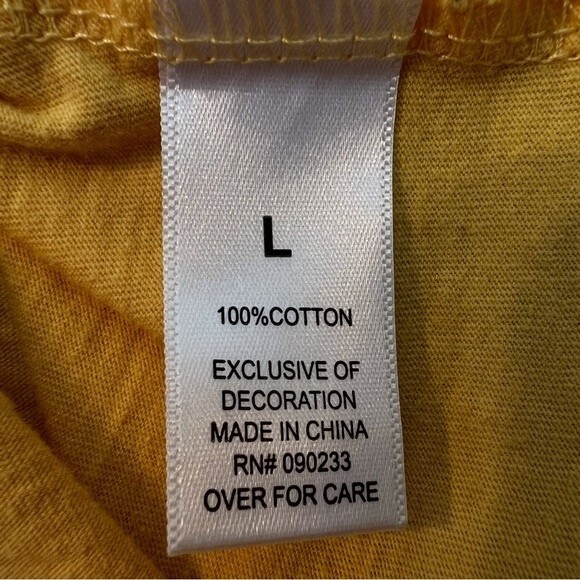 L
100%COTTON
EXCLUSIVE OF
DECORATION
MADE IN CHINA
RN# 090233
OVER FOR CARE